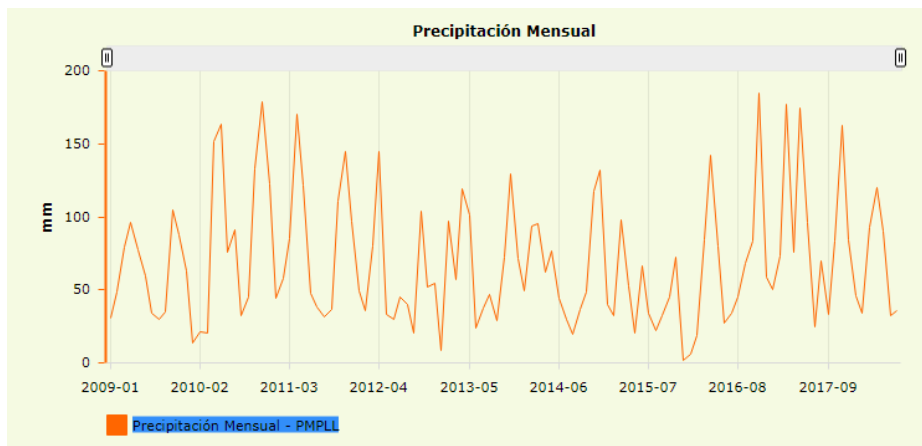 Precipitación Mensual
200
150
100
50
0
mm
2009-01 2010-02 2011-03 2012-04 2013-05 2014-06 2015-07 2016-08 2017-09
Precipitación Mensual - PMPLL